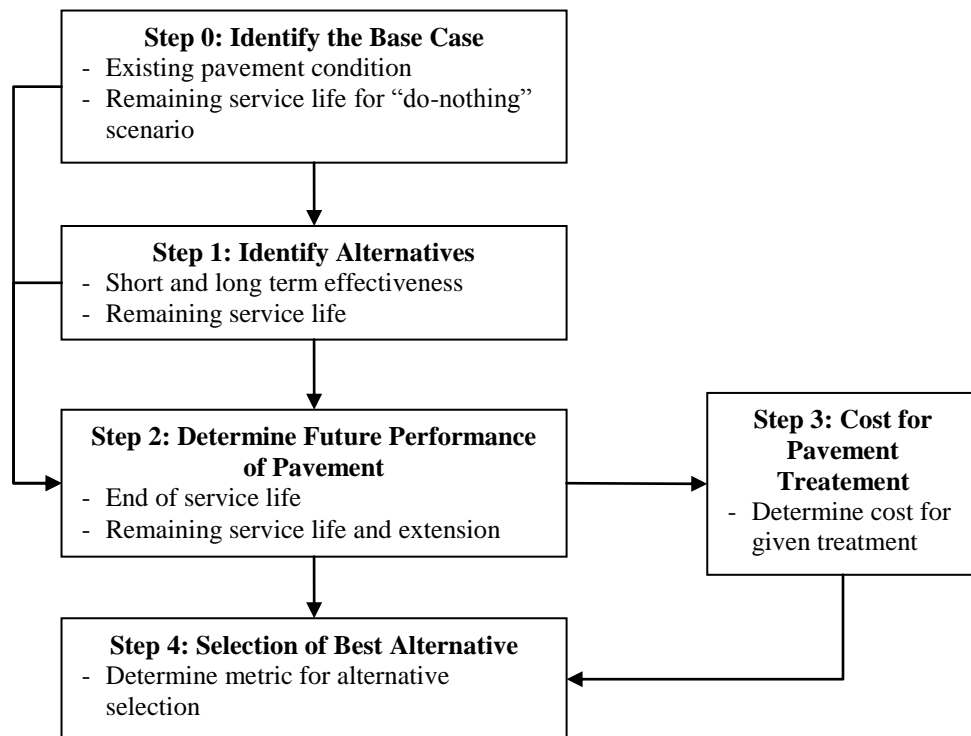 Step 0: Identify the Base Case
- Existing pavement condition
- Remaining service life for “do-nothing”
scenario
Step 1: Identify Alternatives
- Short and long term effectiveness
- Remaining service life
Step 2: Determine Future Performance
of Pavement
- End of service life
- Remaining service life and extension
Step 3: Cost for
Pavement
Treatement
- Determine cost for
given treatment
Step 4: Selection of Best Alternative
- Determine metric for alternative
selection